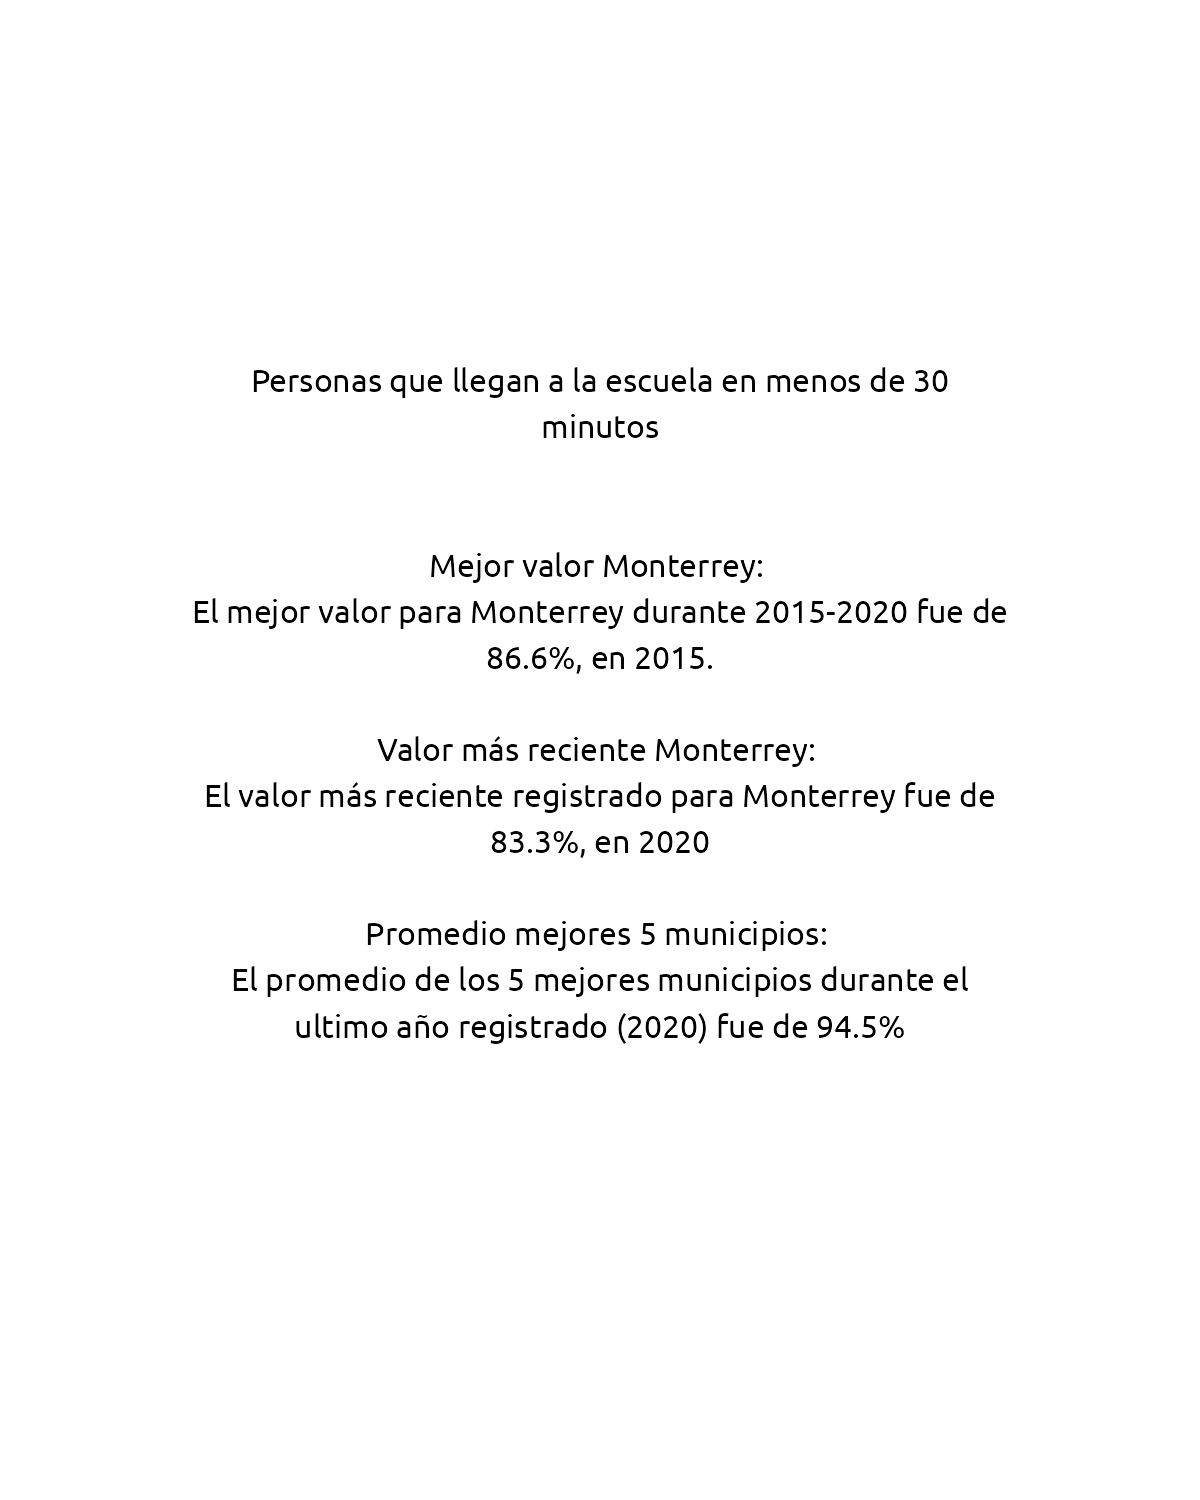 Personas que llegan a la escuela en menos de 30
minutos
Mejor valor Monterrey:
El mejor valor para Monterrey durante 2015-2020 fue de
86.6%, en 2015.
Valor más reciente Monterrey:
El valor más reciente registrado para Monterrey fue de
83.3%, en 2020
Promedio mejores 5 municipios:
El promedio de los 5 mejores municipios durante el
ultimo año registrado (2020) fue de 94.5%